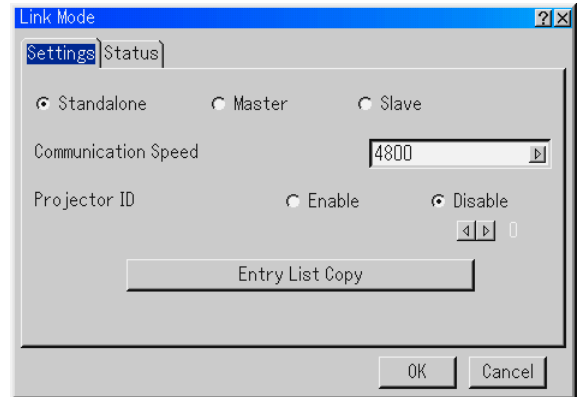 Link Mode ?
Settings Status
Standalone Master Slave
Communication Speed 4800
Projector ID Enable Disable
0
Entry List Copy
OK Cancel